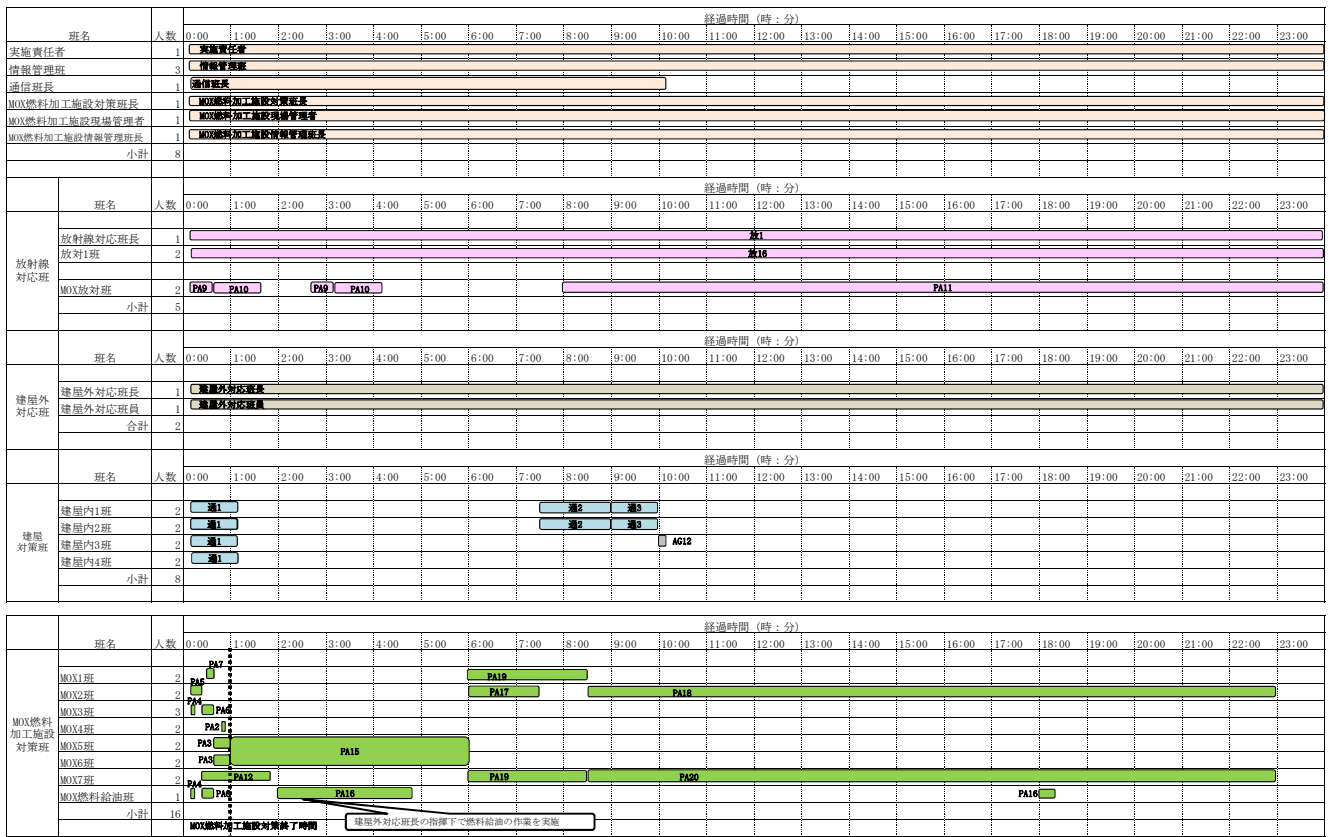 経過時間（時：分）
班名 人数 0:00 1:00 2:00 3:00 4:00 5:00 6:00 7:00 8:00 9:00 10:00 11:00 12:00 13:00 14:00 15:00 16:00 17:00 18:00 19:00 20:00 21:00 22:00 23:00
実施責任者 1 実施責任者
情報管理班 3 情報管理班
通信班長 1 通信班長
MOX燃料加工施設対策班長 1 MOX燃料加工施設対策班長
MOX燃料加工施設現場管理者 1 MOX燃料加工施設現場管理者
MOX燃料加工施設情報管理班長 1 MOX燃料加工施設情報管理班長
小計 8
経過時間（時：分）
班名 人数 0:00 1:00 2:00 3:00 4:00 5:00 6:00 7:00 8:00 9:00 10:00 11:00 12:00 13:00 14:00 15:00 16:00 17:00 18:00 19:00 20:00 21:00 22:00 23:00
放射線
対応班
放射線対応班長 1 放1
放対1班 2 放16
MOX放対班 2 PA9 PA10 PA9 PA10 PA11
小計 5
経過時間（時：分）
班名 人数 0:00 1:00 2:00 3:00 4:00 5:00 6:00 7:00 8:00 9:00 10:00 11:00 12:00 13:00 14:00 15:00 16:00 17:00 18:00 19:00 20:00 21:00 22:00 23:00
建屋外
対応班
建屋外対応班長 1 建屋外対応班長
建屋外対応班員 1 建屋外対応班員
合計 2
経過時間（時：分）
班名 人数 0:00 1:00 2:00 3:00 4:00 5:00 6:00 7:00 8:00 9:00 10:00 11:00 12:00 13:00 14:00 15:00 16:00 17:00 18:00 19:00 20:00 21:00 22:00 23:00
建屋
対策班
建屋内1班 2 通1 通2 通3
建屋内2班 2 通1 通2 通3
建屋内3班 2 通1 AG12
建屋内4班 2 通1
小計 8
経過時間（時：分）
班名 人数 0:00 1:00 2:00 3:00 4:00 5:00 6:00 7:00 8:00 9:00 10:00 11:00 12:00 13:00 14:00 15:00 16:00 17:00 18:00 19:00 20:00 21:00 22:00 23:00
MOX燃料
加工施設
対策班
MOX1班 2 PA7 PA19
MOX2班 2 PA5 PA17 PA18
MOX3班 3 PA4 PA6
MOX4班 2 PA2
MOX5班 2 PA3 PA15
MOX6班 2 PA3
MOX7班 2 PA12 PA19 PA20
MOX燃料給油班 1 PA4 PA6 PA16 PA16
小計 16
MOX燃料加工施設対策終了時間
建屋外対応班長の指揮下で燃料給油の作業を実施